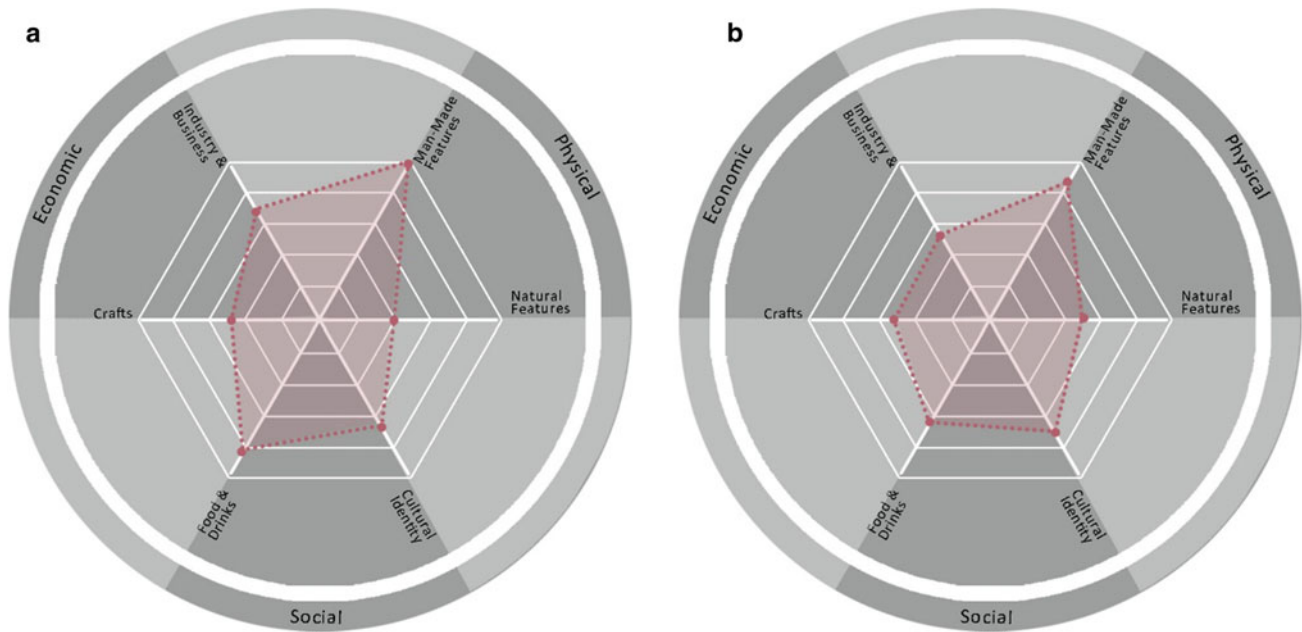 a
Economic
Industry &
Business
Man-Made
Features
Physical
Crafts
Natural
Features
Food &
Drinks
Cultural
Identity
Social
b
Economic
Industry &
Business
Man-Made
Features
Physical
Crafts
Natural
Features
Food &
Drinks
Cultural
Identity
Social